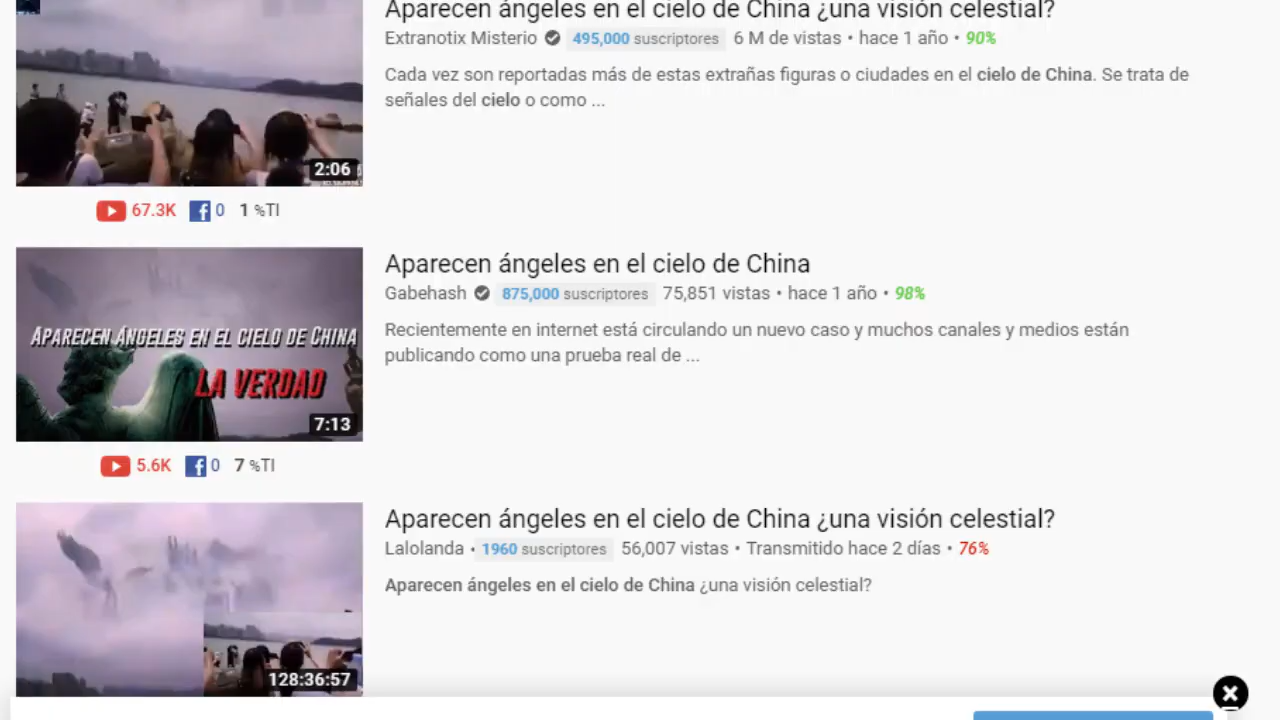 Aparecen ángeles en el cielo de China ¿una visión celestial?
Extranotix Misterio 495,000 suscriptores 6 M de vistas • hace 1 año • 90%
Cada vez son reportadas más de estas extrañas figuras o ciudades en el cielo de China. Se trata de
señales del cielo o como ...
2:06
67.3K 0 1 %TI
Aparecen ángeles en el cielo de China
Gabehash 875,000 suscriptores 75,851 vistas • hace 1 año • 98%
Recientemente en internet está circulando un nuevo caso y muchos canales y medios están
publicando como una prueba real de ...
APARECEN ÁNGELES EN EL CIELO DE CHINA
LA VERDAD
7:13
5.6K 0 7 %TI
Aparecen ángeles en el cielo de China ¿una visión celestial?
Lalolanda • 1960 suscriptores 56,007 vistas • Transmitido hace 2 días • 76%
Aparecen ángeles en el cielo de China ¿una visión celestial?
128:36:57